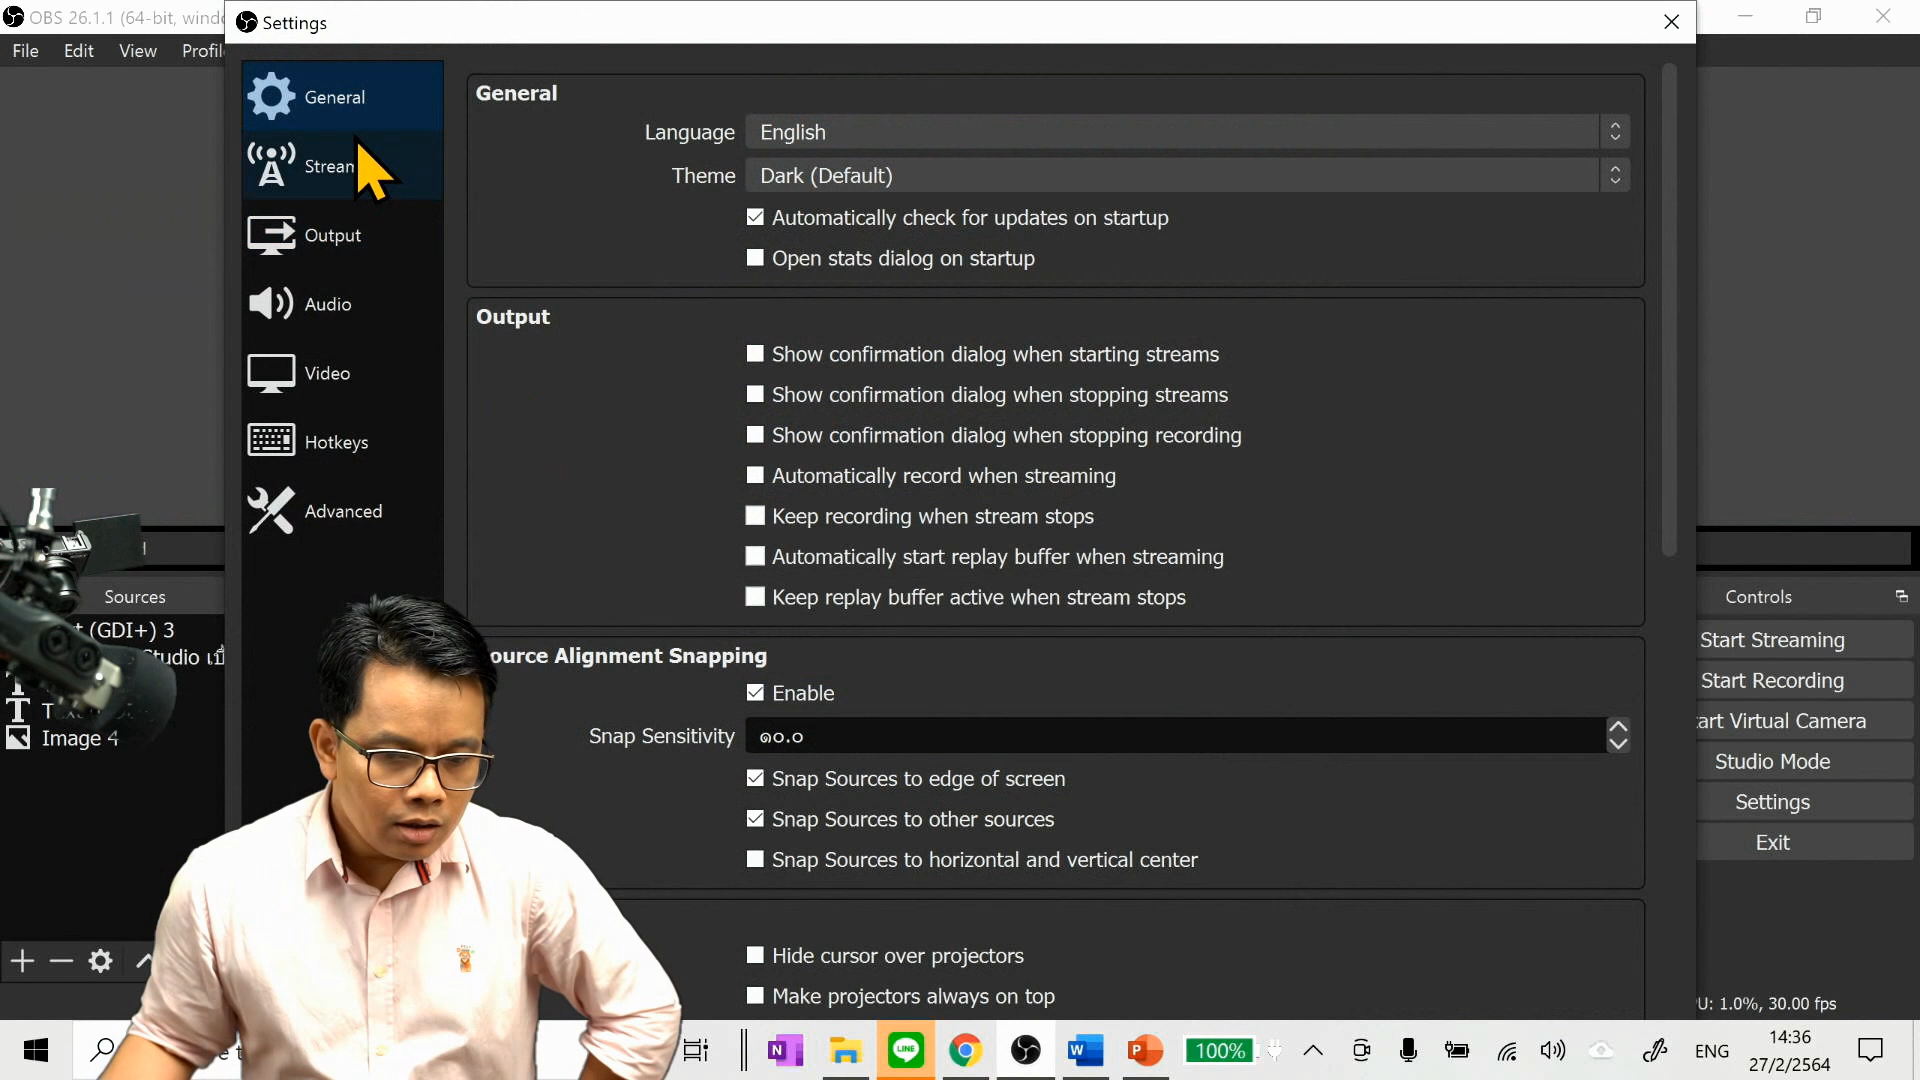 OBS 26.1.1 (64-bit,
Settings
File Edit View
General
Stream
Output
Audio
Video
Hotkeys
Advanced
General
Language English
Theme Dark (Default)
Automatically check for updates on startup
Open stats dialog on startup
Output
Show confirmation dialog when starting streams
Show confirmation dialog when stopping streams
Show confirmation dialog when stopping recording
Automatically record when streaming
Keep recording when stream stops
Automatically start replay buffer when streaming
Keep replay buffer active when stream stops
Source Alignment Snapping
Enable
Snap Sensitivity ๑๐.๐
Snap Sources to edge of screen
Snap Sources to other sources
Snap Sources to horizontal and vertical center
Hide cursor over projectors
Make projectors always on top
Sources
(GDI+) 3
Image 4
Controls
Start Streaming
Start Recording
Virtual Camera
Studio Mode
Settings
Exit
1.0%, 30.00 fps
N
LINE
W
P
100%
ENG
14:36
27/2/2564